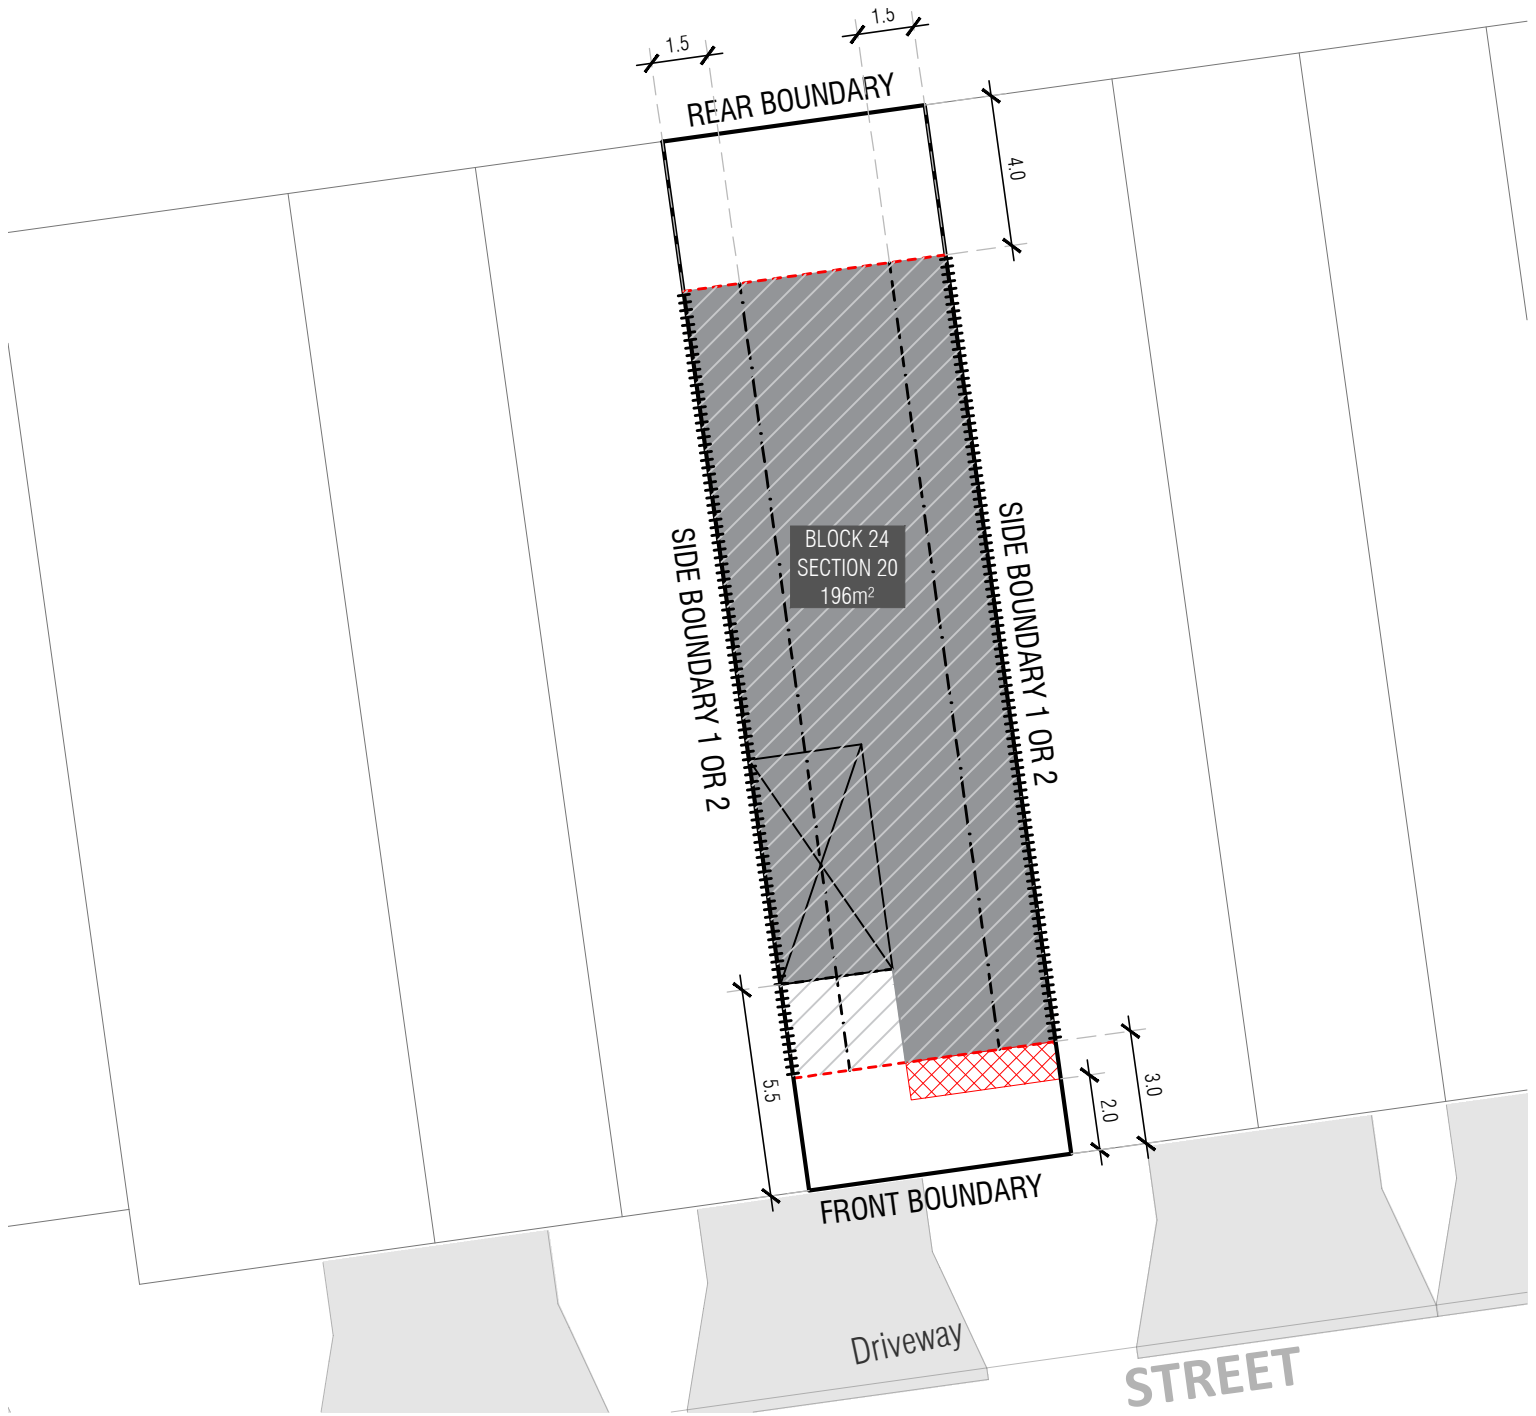 1.5
1.5
REAR BOUNDARY
4.0
BLOCK 24
SECTION 20
196m²
SIDE BOUNDARY 1 OR 2
SIDE BOUNDARY 1 OR 2
5.5
3.0
2.0
FRONT BOUNDARY
Driveway
STREET